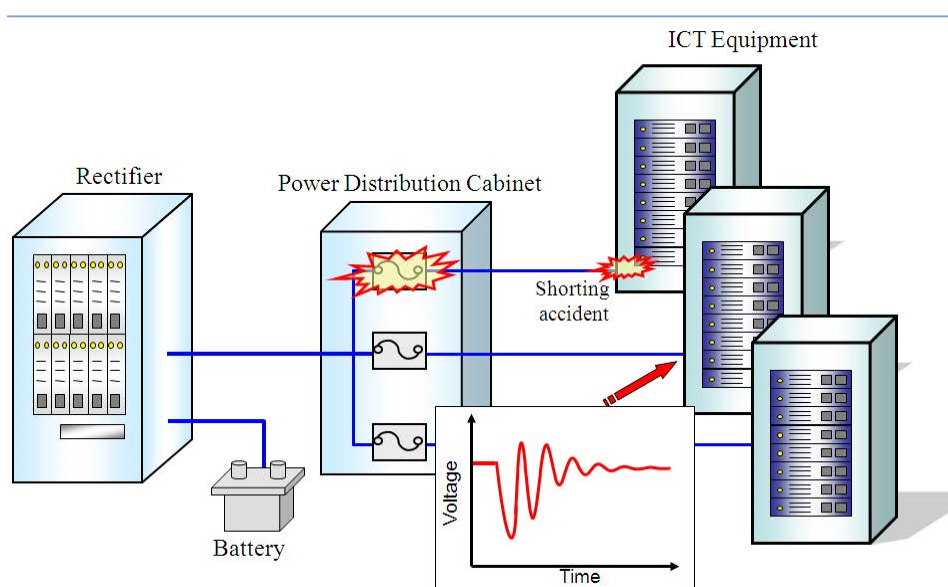 ICT Equipment
Rectifier
Power Distribution Cabinet
Shorting
accident
Voltage
Battery
Time